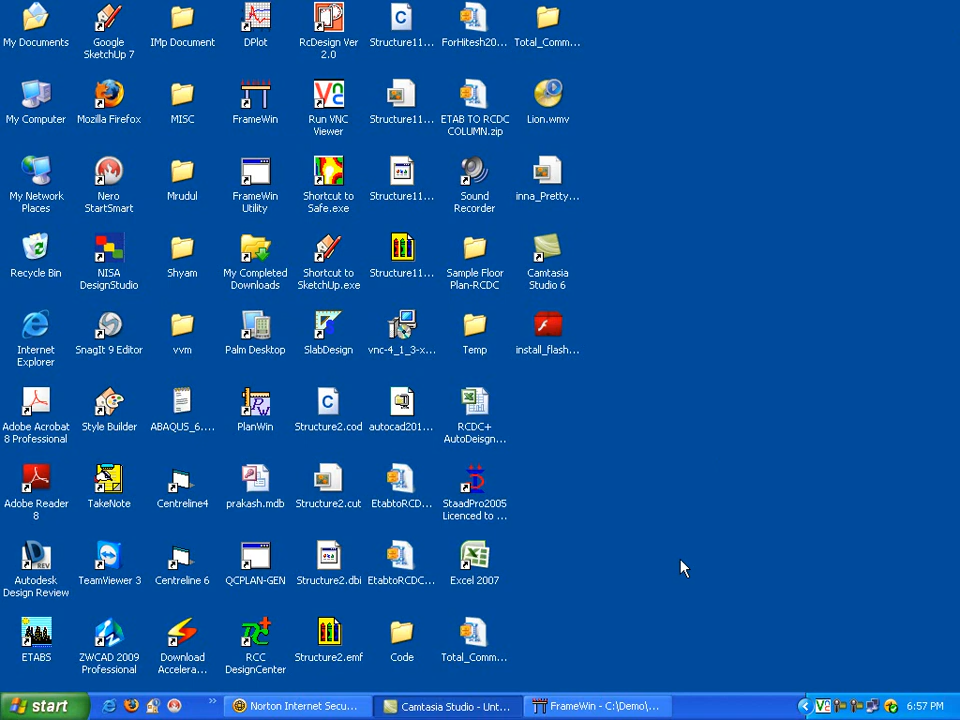 My Documents
Google
SketchUp 7
IMp Document
DPlot
RcDesign Ver
2.0
Structure11...
ForHitesh20...
Total_Comm...
My Computer
Mozilla Firefox
MISC
FrameWin
Run VNC
Viewer
Structure11...
ETAB TO RCDC
COLUMN.zip
Lion.wmv
My Network
Places
Nero
StartSmart
Mrudul
FrameWin
Utility
Shortcut to
Safe.exe
Structure11...
Sound
Recorder
inna_Pretty...
Recycle Bin
NISA
DesignStudio
Shyam
My Completed
Downloads
Shortcut to
SketchUp.exe
Structure11...
Sample Floor
Plan-RCDC
Camtasia
Studio 6
Internet
Explorer
SnagIt 9 Editor
vvm
Palm Desktop
SlabDesign
vnc-4_1_3-x...
Temp
install_flash...
Adobe Acrobat
8 Professional
Style Builder
ABAQUS_6....
PlanWin
Structure2.cod
autocad201...
RCDC+
AutoDeisgn...
Adobe Reader
8
TakeNote
Centreline4
prakash.mdb
Structure2.cut
EtabtoRCD...
StaadPro2005
Licenced to ...
Autodesk
Design Review
TeamViewer 3
Centreline 6
QCPLAN-GEN
Structure2.dbi
EtabtoRCDC...
Excel 2007
ETABS
ZWCAD 2009
Professional
Download
Accelera...
RCC
DesignCenter
Structure2.emf
Code
Total_Comm...
start
Norton Internet Secu...
Camtasia Studio - Unt...
FrameWin - C:\Demo\...
6:57 PM